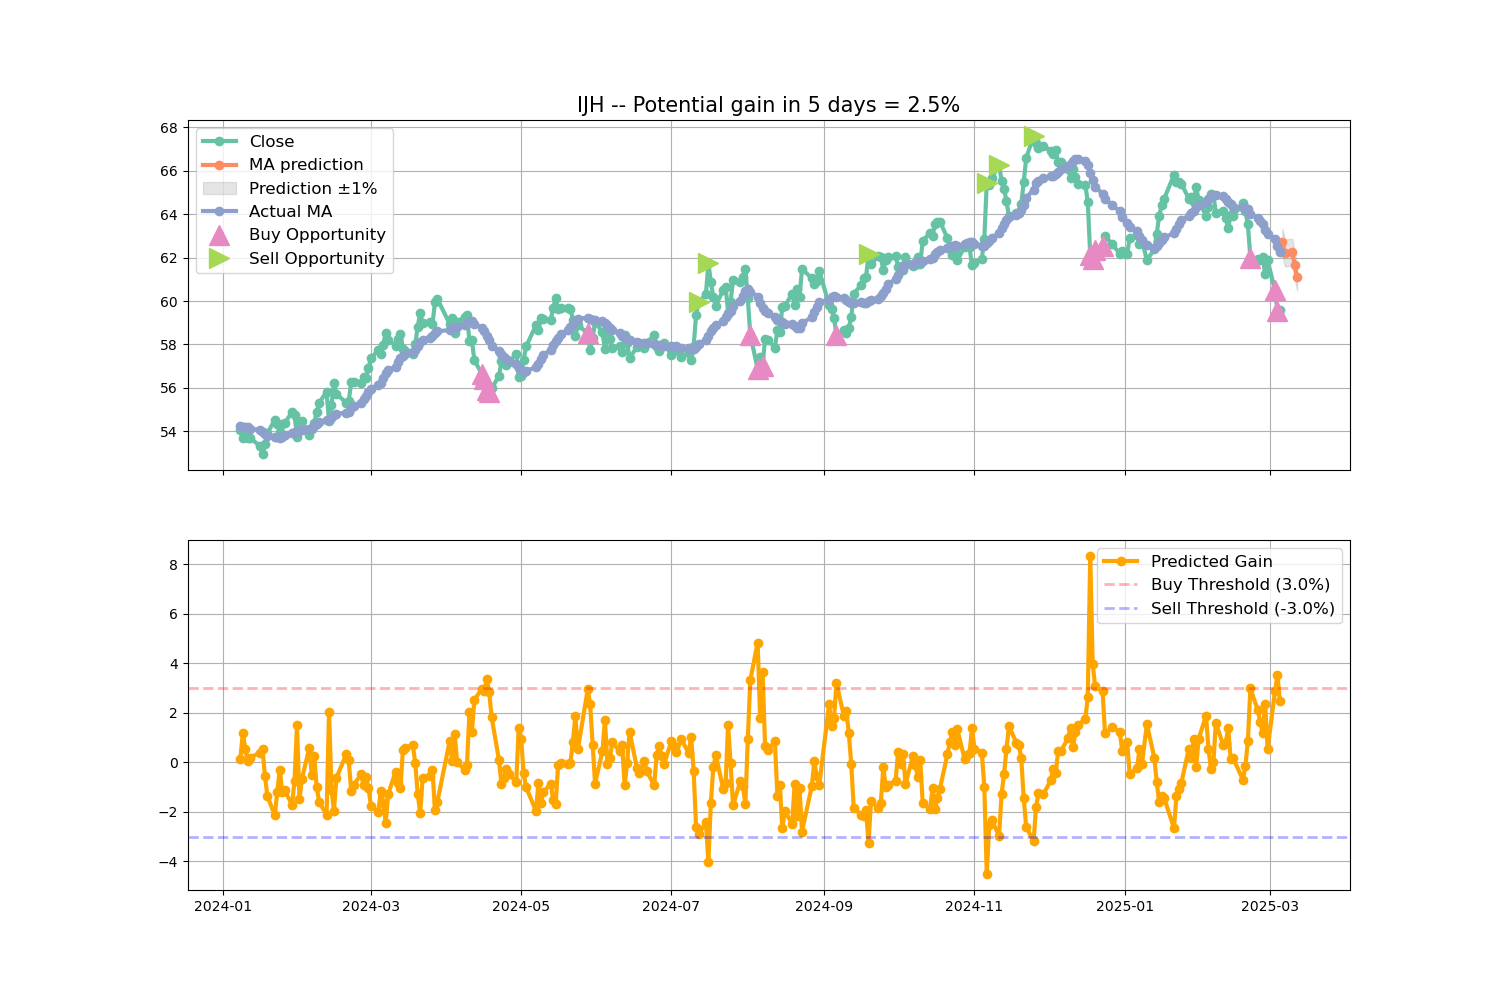 IJH -- Potential gain in 5 days = 2.5%
68
66
64
62
60
58
56
54
Close
MA prediction
Prediction ±1%
Actual MA
Buy Opportunity
Sell Opportunity
8
6
4
2
0
−2
−4
Predicted Gain
Buy Threshold (3.0%)
Sell Threshold (-3.0%)
2024-01
2024-03
2024-05
2024-07
2024-09
2024-11
2025-01
2025-03